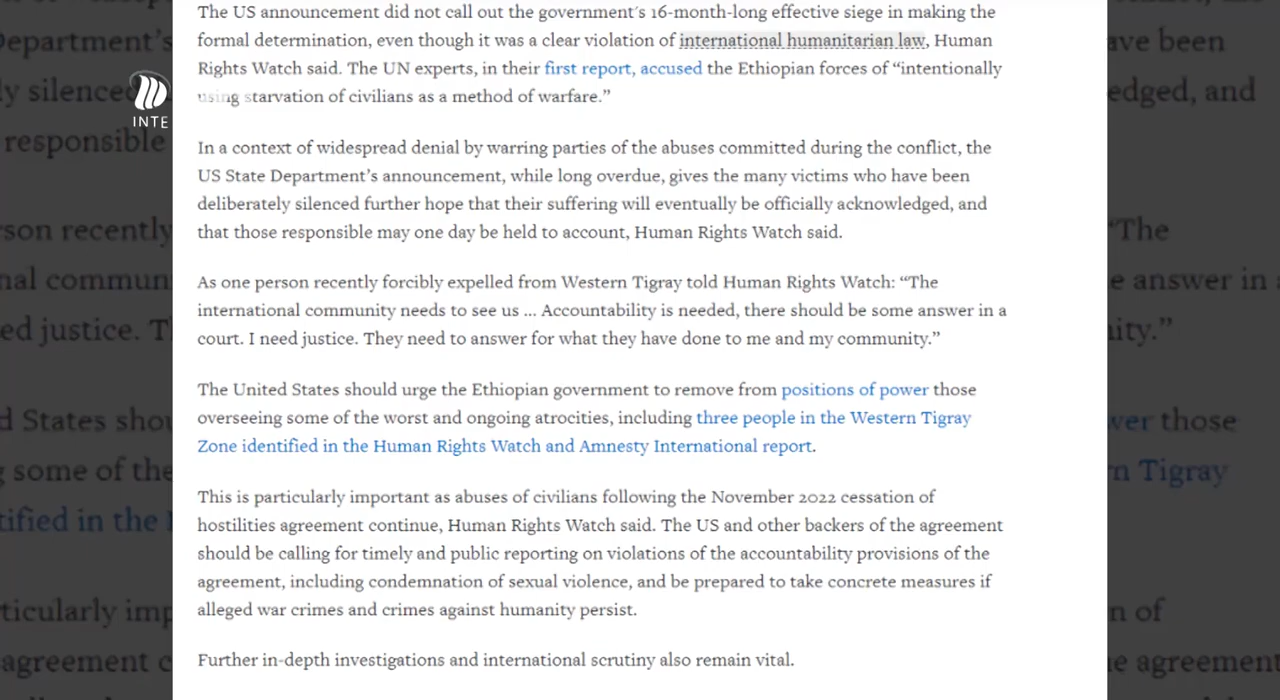 The US announcement did not call out the government's 16-month-long effective siege in making the
formal determination, even though it was a clear violation of international humanitarian law, Human
Rights Watch said. The UN experts, in their first report, accused the Ethiopian forces of “intentionally
using starvation of civilians as a method of warfare.”
In a context of widespread denial by warring parties of the abuses committed during the conflict, the
US State Department’s announcement, while long overdue, gives the many victims who have been
deliberately silenced further hope that their suffering will eventually be officially acknowledged, and
that those responsible may one day be held to account, Human Rights Watch said.
As one person recently forcibly expelled from Western Tigray told Human Rights Watch: “The
international community needs to see us ... Accountability is needed, there should be some answer in a
court. I need justice. They need to answer for what they have done to me and my community.”
The United States should urge the Ethiopian government to remove from positions of power those
overseeing some of the worst and ongoing atrocities, including three people in the Western Tigray
Zone identified in the Human Rights Watch and Amnesty International report.
This is particularly important as abuses of civilians following the November 2022 cessation of
hostilities agreement continue, Human Rights Watch said. The US and other backers of the agreement
should be calling for timely and public reporting on violations of the accountability provisions of the
agreement, including condemnation of sexual violence, and be prepared to take concrete measures if
alleged war crimes and crimes against humanity persist.
Further in-depth investigations and international scrutiny also remain vital.
INTE